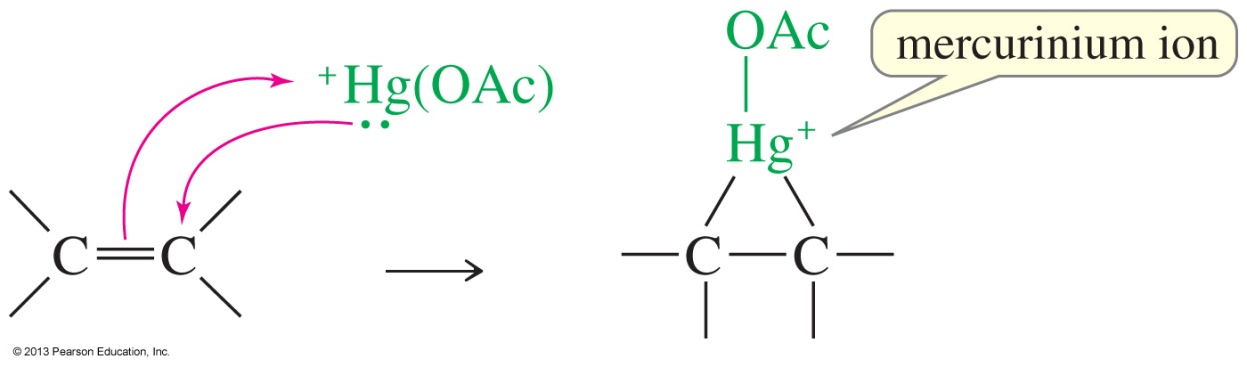 OAc
mercurinium ion
+Hg(OAc)
Hg+
C=C
C—C
© 2013 Pearson Education, Inc.